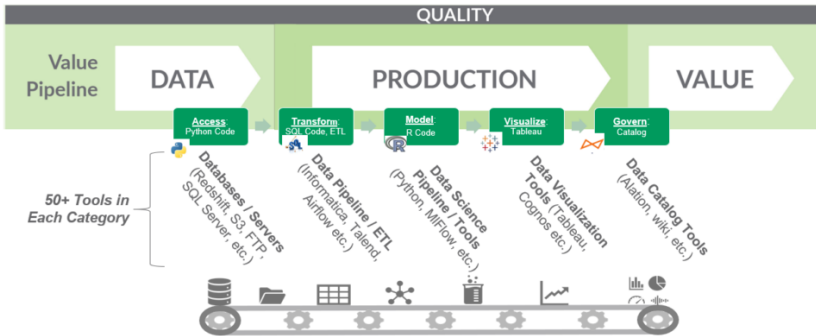 QUALITY
Value
Pipeline
DATA
PRODUCTION
VALUE
Access:
Python Code
Transform:
SQL Code, ETL
Model:
R Code
Visualize:
Tableau
Govern:
Catalog
50+ Tools in
Each Category
Databases / Servers
(Redshift, S3, FTP,
SQL Server, etc.)
Data Pipeline / ETL
(Informatica, Talend,
Airflow etc.)
Data Science
Pipeline / Tools
(Python, MlFlow, etc.)
Data Visualization
Tools (Tableau,
Cognos etc.)
Data Catalog Tools
(Alation, wiki, etc.)